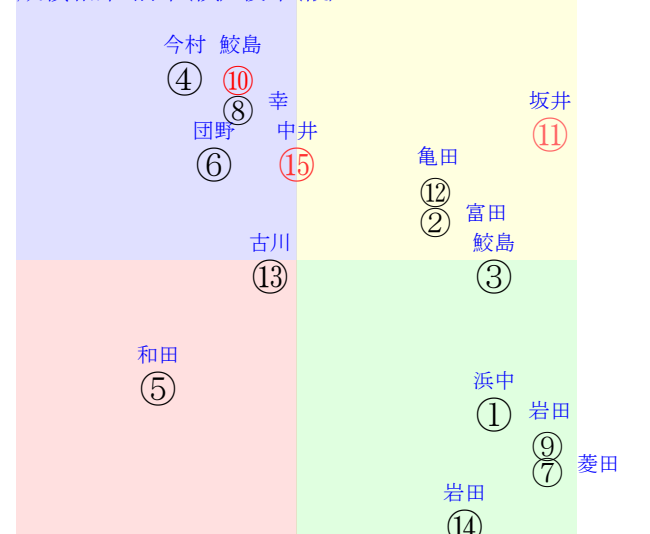 今村 鮫島
④ ⑩
⑧ 幸
坂井
⑪
団野 中井
⑥ ⑮
亀田
⑫
② 富田
古川 鮫島
⑬ ③
和田
⑤
浜中
① 岩田
⑨
⑦ 菱田
岩田
⑭